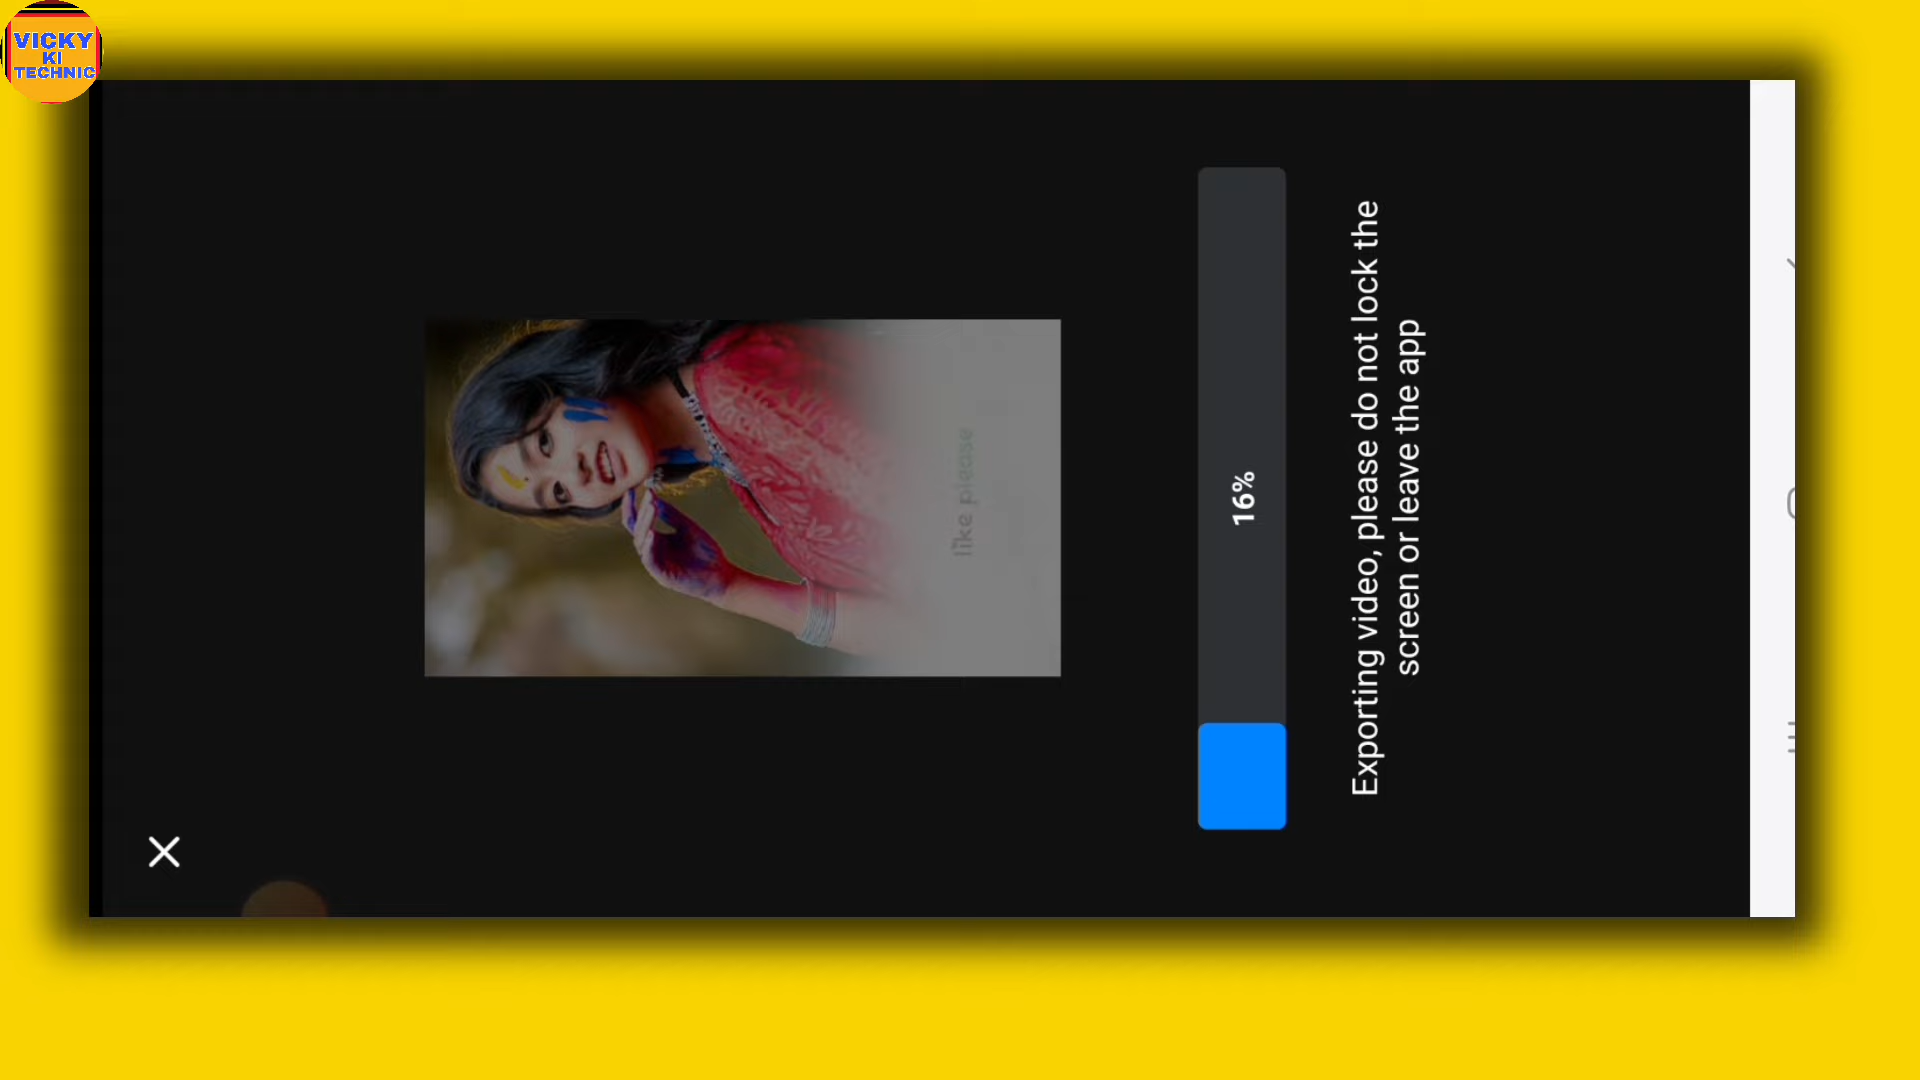 VICKY
KI
TECHNIC
like please
16%
Exporting video, please do not lock the
screen or leave the app